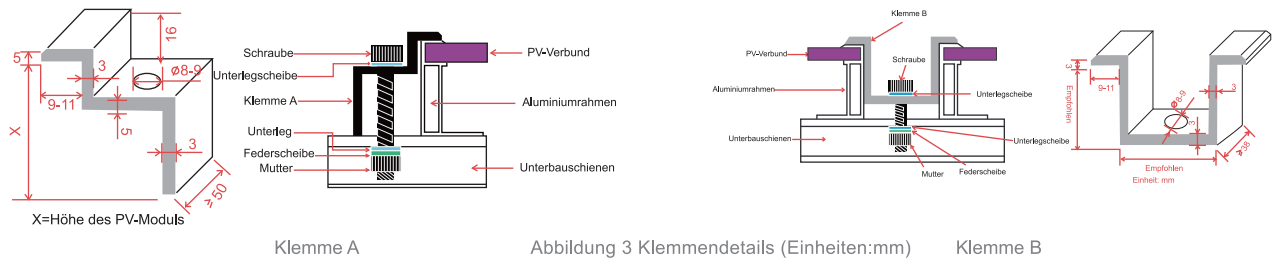 16
5
3
ø8-9
9-11
X
5
3
≥ 50
X=Höhe des PV-Moduls
Schraube
Unterlegscheibe
Klemme A
Unterleg
Federscheibe
Mutter
PV-Verbund
Aluminiumrahmen
Unterbauschienen
Klemme B
PV-Verbund
Schraube
Aluminiumrahmen
Unterlegscheibe
Unterbauschienen
Unterlegscheibe
Federscheibe
Mutter
3
9-11
Empfohlen
ø8-9
3
3
≥38
Empfohlen
Einheit: mm
Klemme A Abbildung 3 Klemmendetails (Einheiten:mm) Klemme B